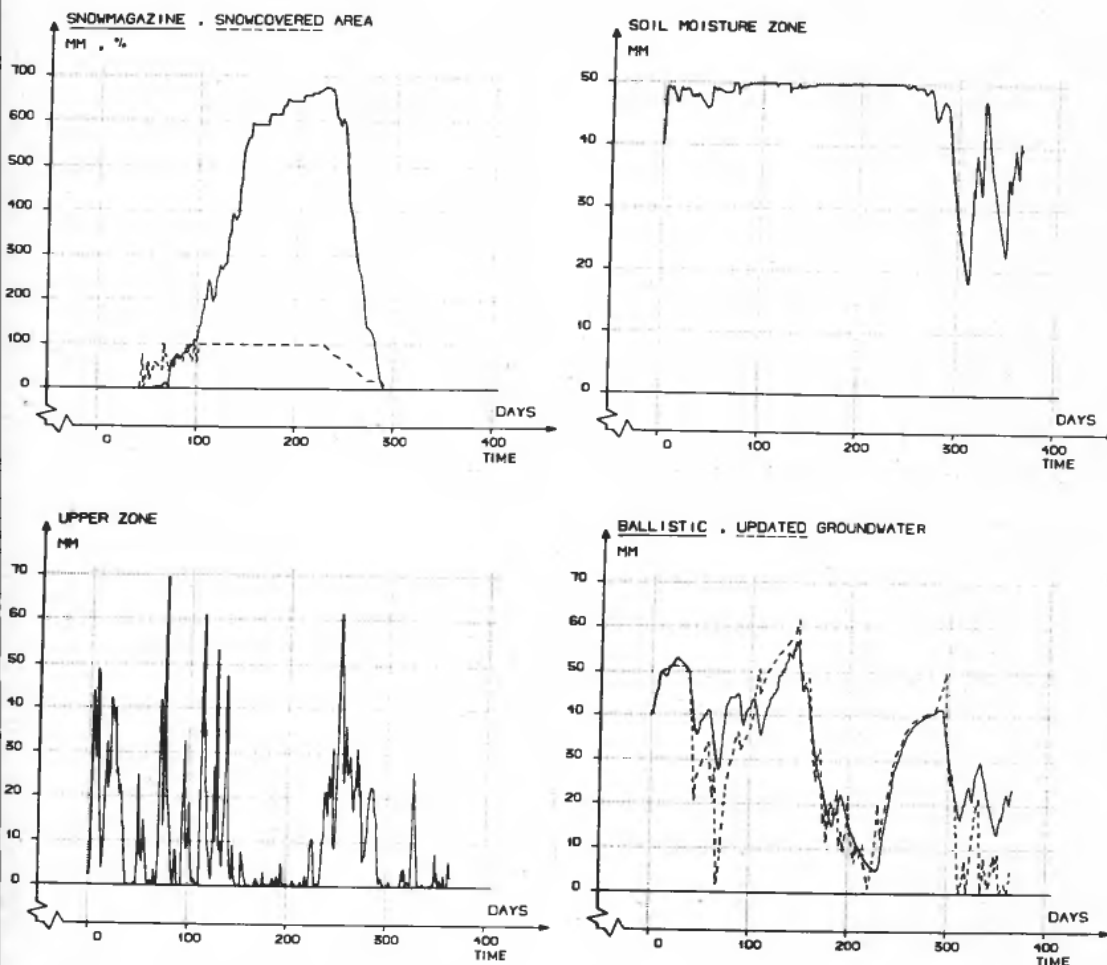 SNOWMAGAZINE . SNOWCOVERED AREA
MM , %
700
600
500
400
300
200
100
0
DAYS
0 100 200 300 400
TIME
SOIL MOISTURE ZONE
MM
50
40
30
20
10
0
DAYS
0 100 200 300 400
TIME
UPPER ZONE
MM
70
60
50
40
30
20
10
0
DAYS
0 100 200 300 400
TIME
BALLISTIC . UPDATED GROUNDWATER
MM
70
60
50
40
30
20
10
0
DAYS
0 100 200 300 400
TIME